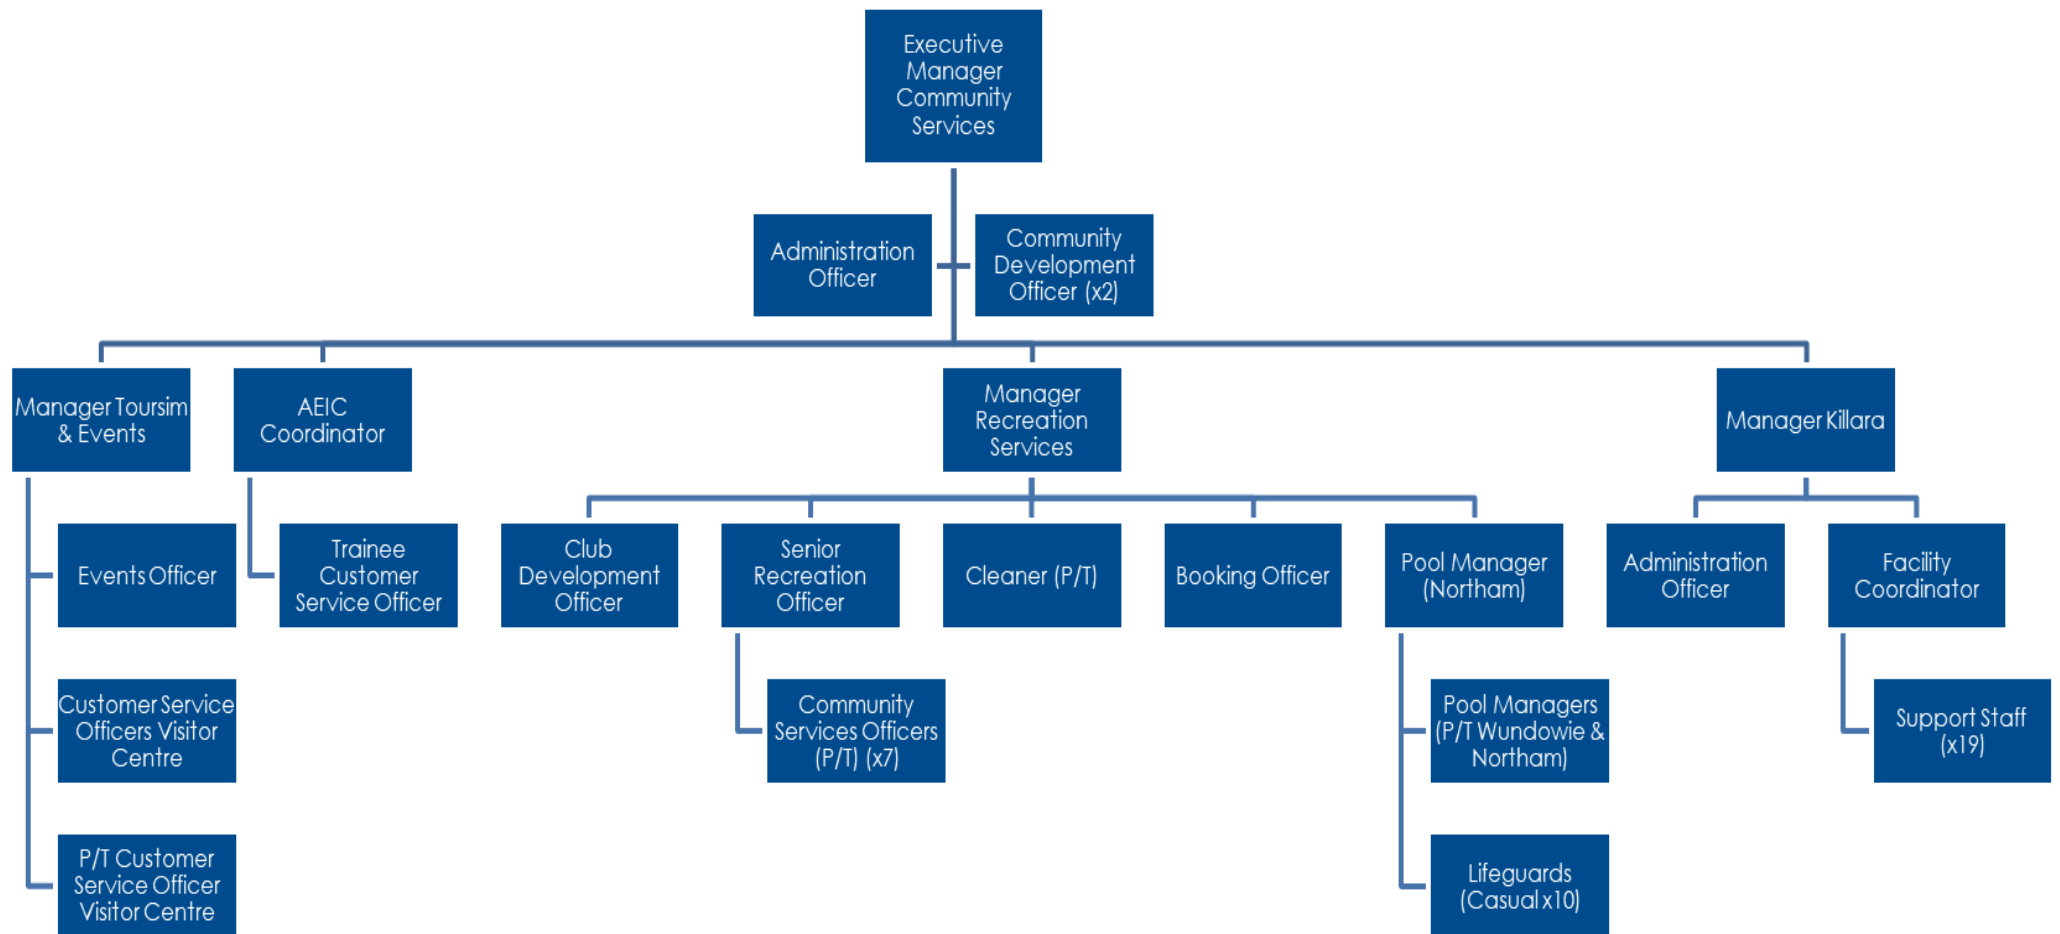 Executive
Manager
Community
Services
Administration
Officer
Community
Development
Officer (x2)
Manager Toursim
& Events
AEIC
Coordinator
Manager
Recreation
Services
Manager Killara
Events Officer
Trainee
Customer
Service Officer
Club
Development
Officer
Senior
Recreation
Officer
Cleaner (P/T)
Booking Officer
Pool Manager
(Northam)
Administration
Officer
Facility
Coordinator
Customer Service
Officers Visitor
Centre
Community
Services Officers
(P/T) (x7)
Pool Managers
(P/T Wundowie &
Northam)
Support Staff
(x19)
P/T Customer
Service Officer
Visitor Centre
Lifeguards
(Casual x10)